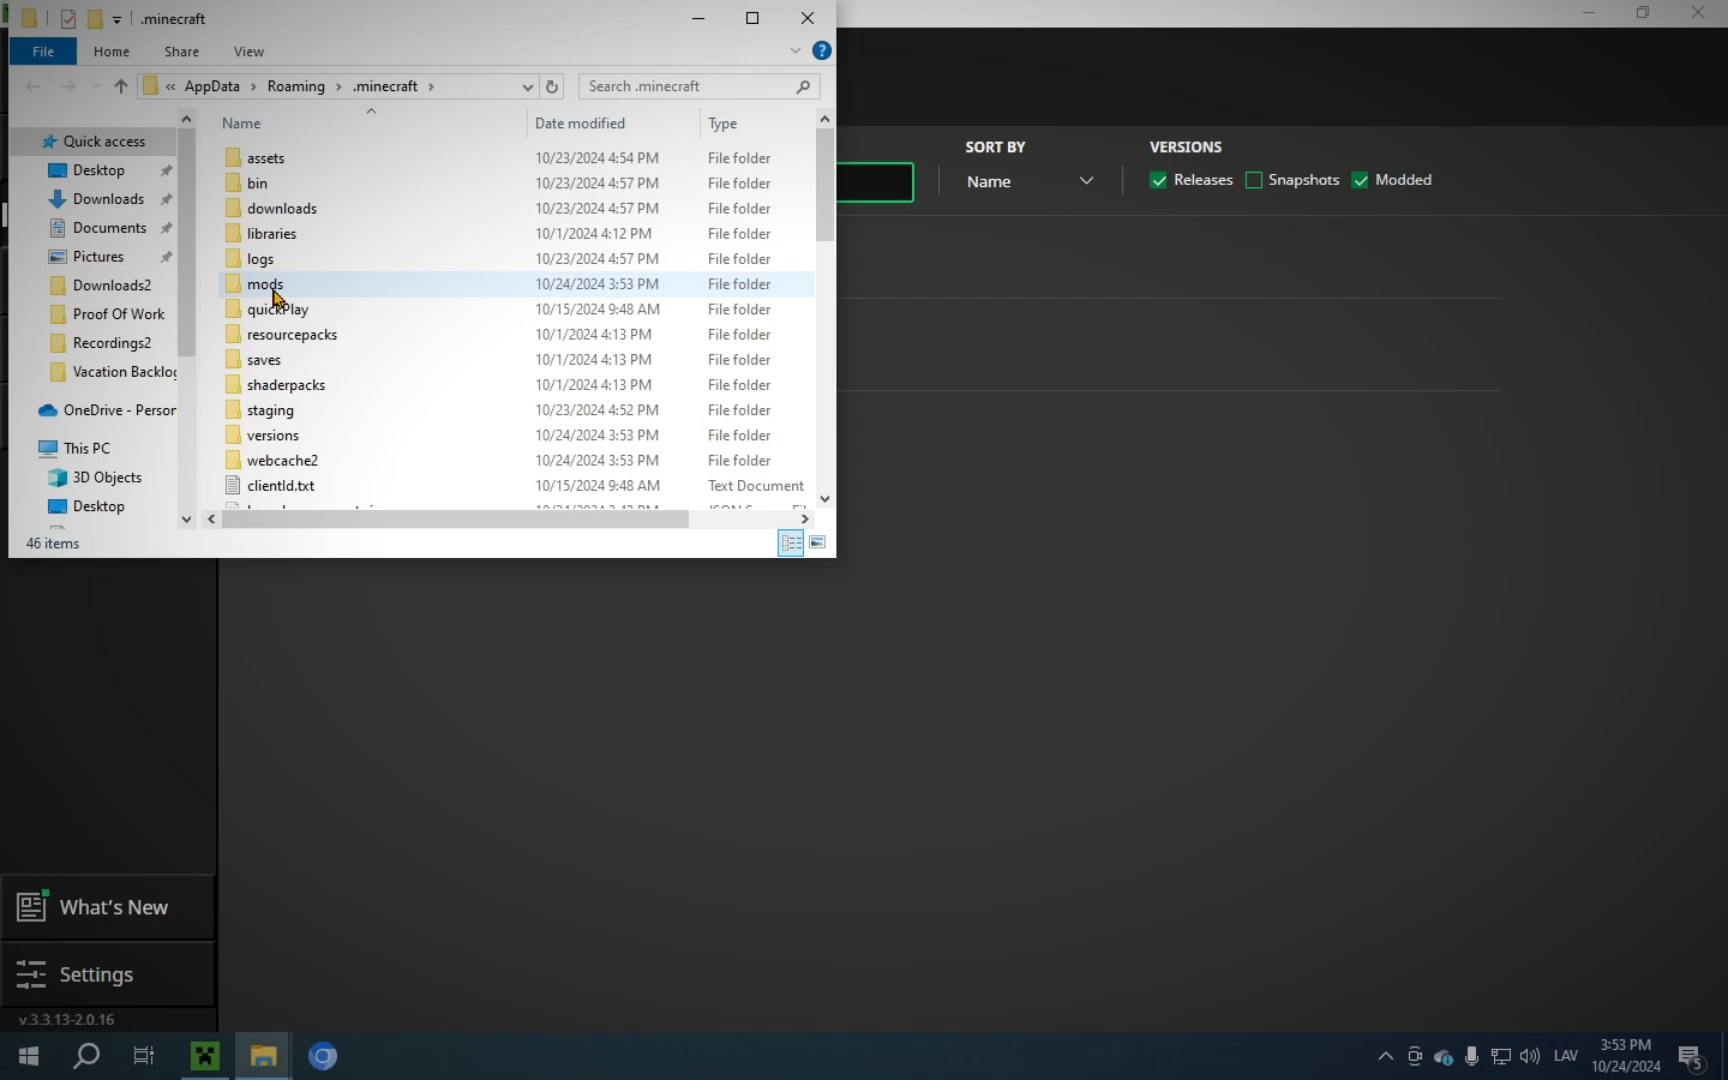 .minecraft
File Home Share View
« AppData > Roaming > .minecraft > Search .minecraft
Name Date modified Type
Quick access
Desktop
Downloads
Documents
Pictures
Downloads2
Proof Of Work
Recordings2
Vacation Backlog
OneDrive - Person
This PC
3D Objects
Desktop
assets 10/23/2024 4:54 PM File folder
bin 10/23/2024 4:57 PM File folder
downloads 10/23/2024 4:57 PM File folder
libraries 10/1/2024 4:12 PM File folder
logs 10/23/2024 4:57 PM File folder
mods 10/24/2024 3:53 PM File folder
quickPlay 10/15/2024 9:48 AM File folder
resourcepacks 10/1/2024 4:13 PM File folder
saves 10/1/2024 4:13 PM File folder
shaderpacks 10/1/2024 4:13 PM File folder
staging 10/23/2024 4:52 PM File folder
versions 10/24/2024 3:53 PM File folder
webcache2 10/24/2024 3:53 PM File folder
clientId.txt 10/15/2024 9:48 AM Text Document
46 items
SORT BY VERSIONS
Name Releases Snapshots Modded
What's New
Settings
v.3.3.13-2.0.16
LAV
3:53 PM
10/24/2024
5